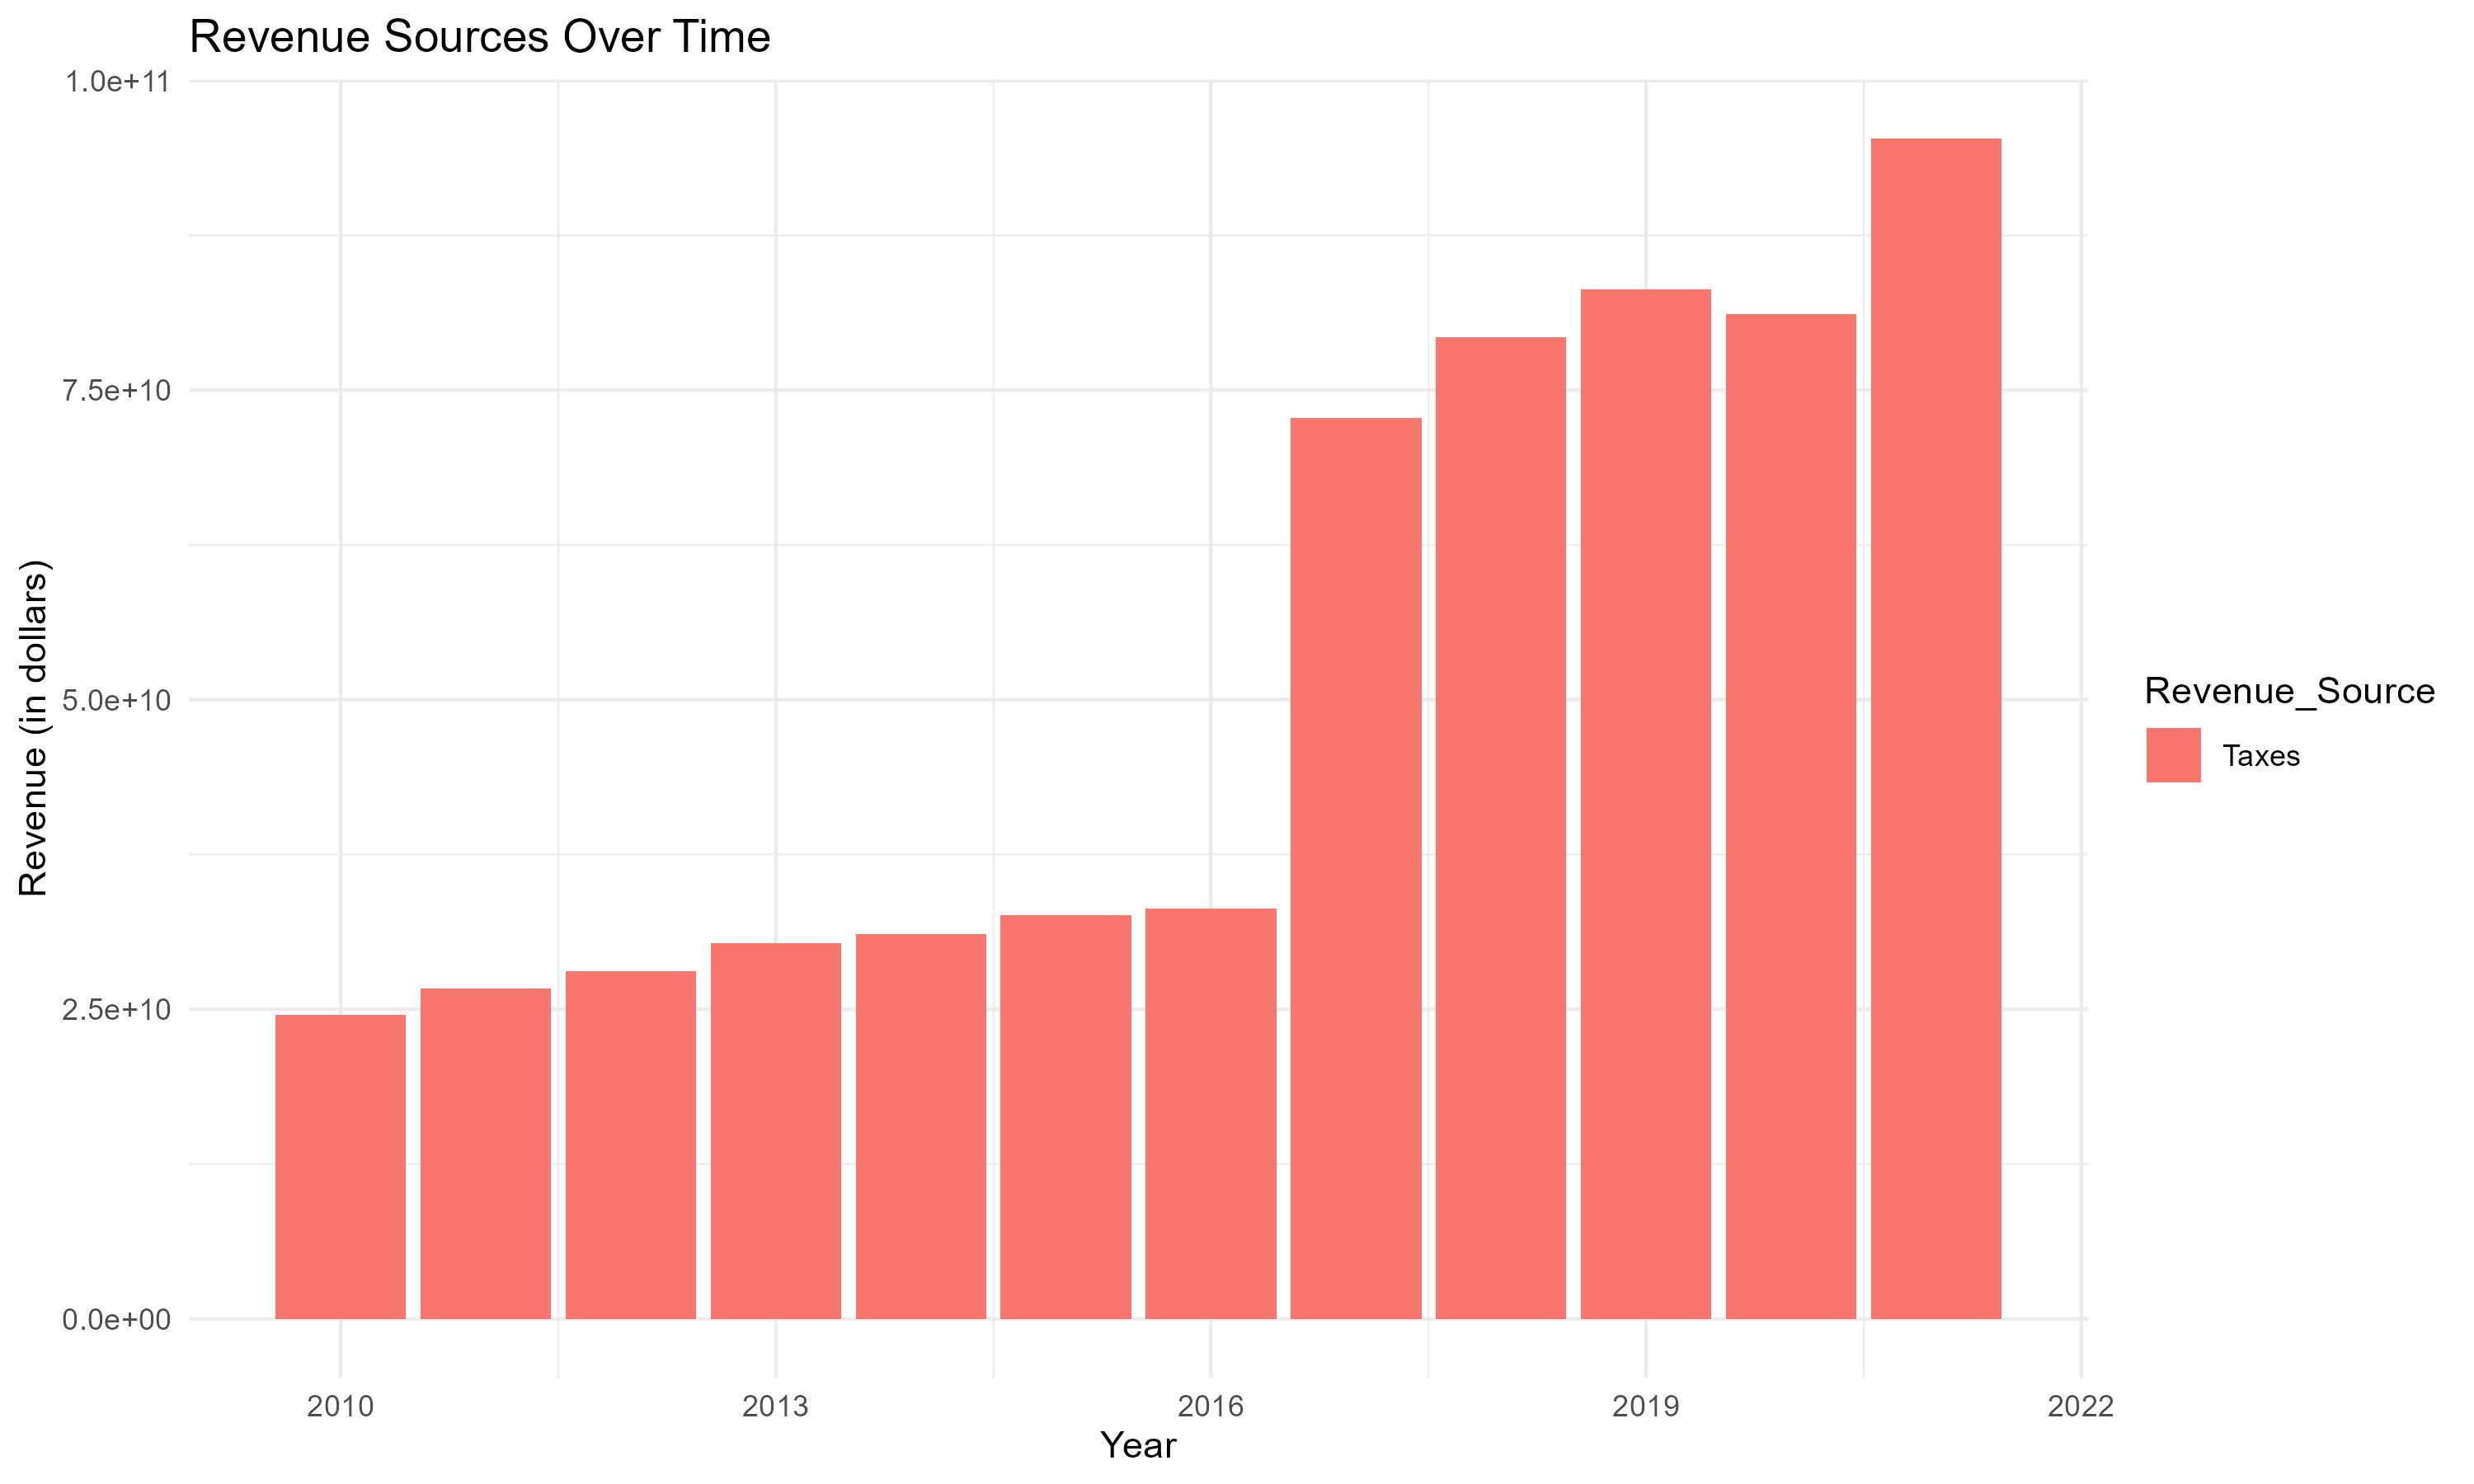 Revenue Sources Over Time
1.0e+11
7.5e+10
5.0e+10
2.5e+10
0.0e+00
Revenue (in dollars)
2010
2013
2016
2019
2022
Year
Revenue_Source
Taxes